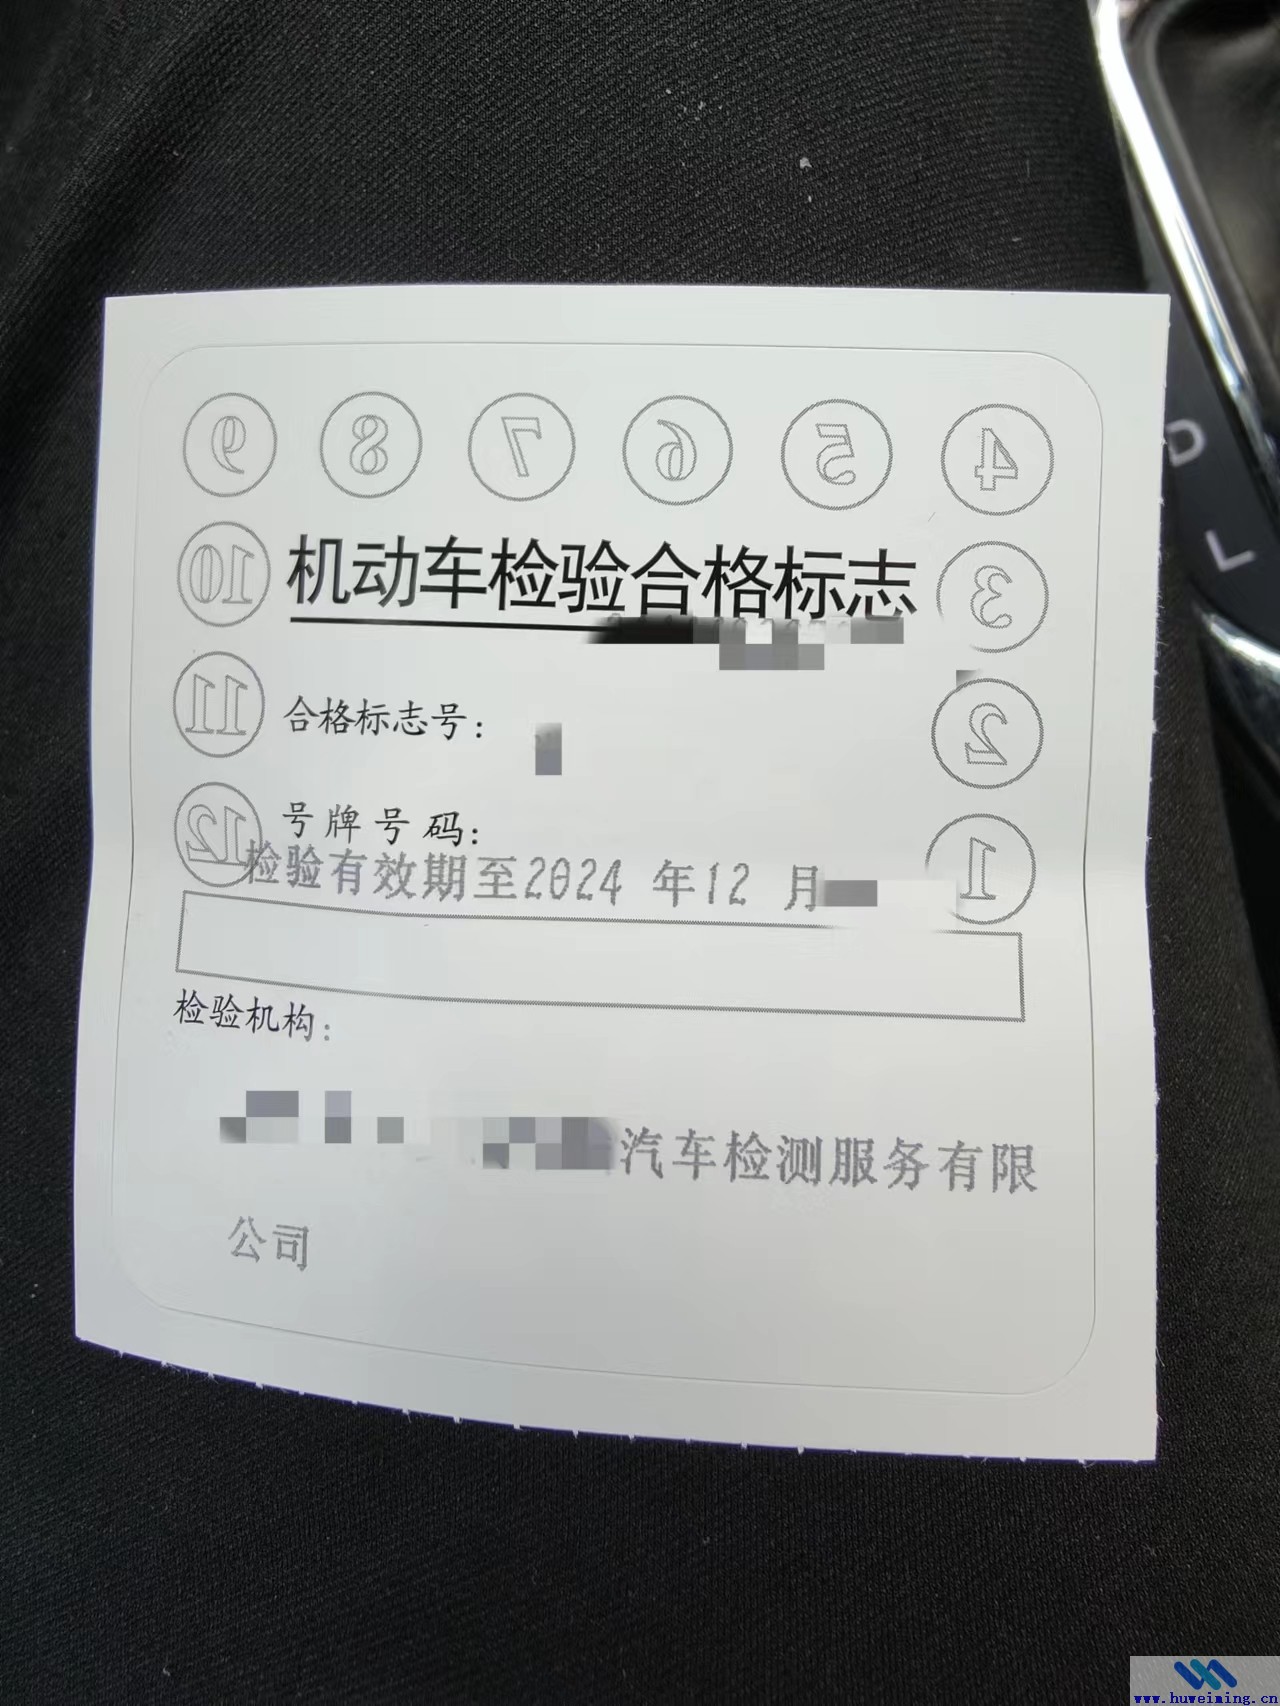 9 8 7 6 5 4
10 机动车检验合格标志 3
11 合格标志号： 2
12 号牌号码：
检验有效期至2024 年12 月 1
检验机构：
汽车检测服务有限
公司
D
L
www.huweiming.cn